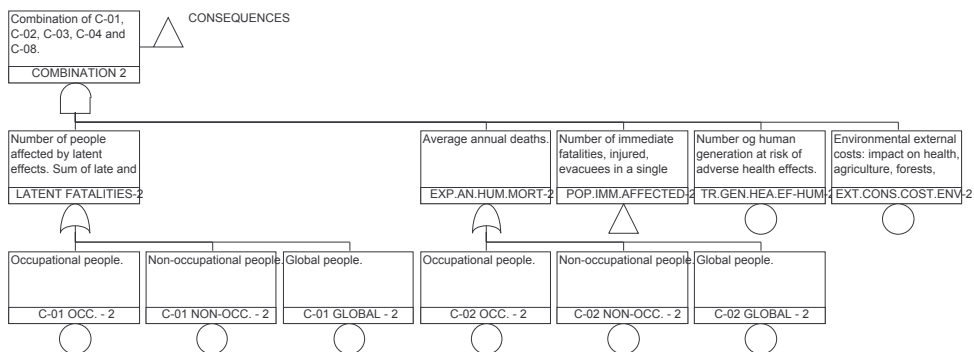 Combination of C-01,
C-02, C-03, C-04 and
C-08.
COMBINATION 2
CONSEQUENCES
Number of people
affected by latent
effects. Sum of late and
LATENT FATALITIES-2
Average annual deaths.
EXP.AN.HUM.MORT-2
Number of immediate
fatalities, injured,
evacuees in a single
POP.IMM.AFFECTED-2
Number og human
generation at risk of
adverse health effects.
TR.GEN.HEA.EF-HUM-2
Environmental external
costs: impact on health,
agriculture, forests,
EXT.CONS.COST.ENV-2
Occupational people.
C-01 OCC. - 2
Non-occupational people.
C-01 NON-OCC. - 2
Global people.
C-01 GLOBAL - 2
Occupational people.
C-02 OCC. - 2
Non-occupational people.
C-02 NON-OCC. - 2
Global people.
C-02 GLOBAL - 2